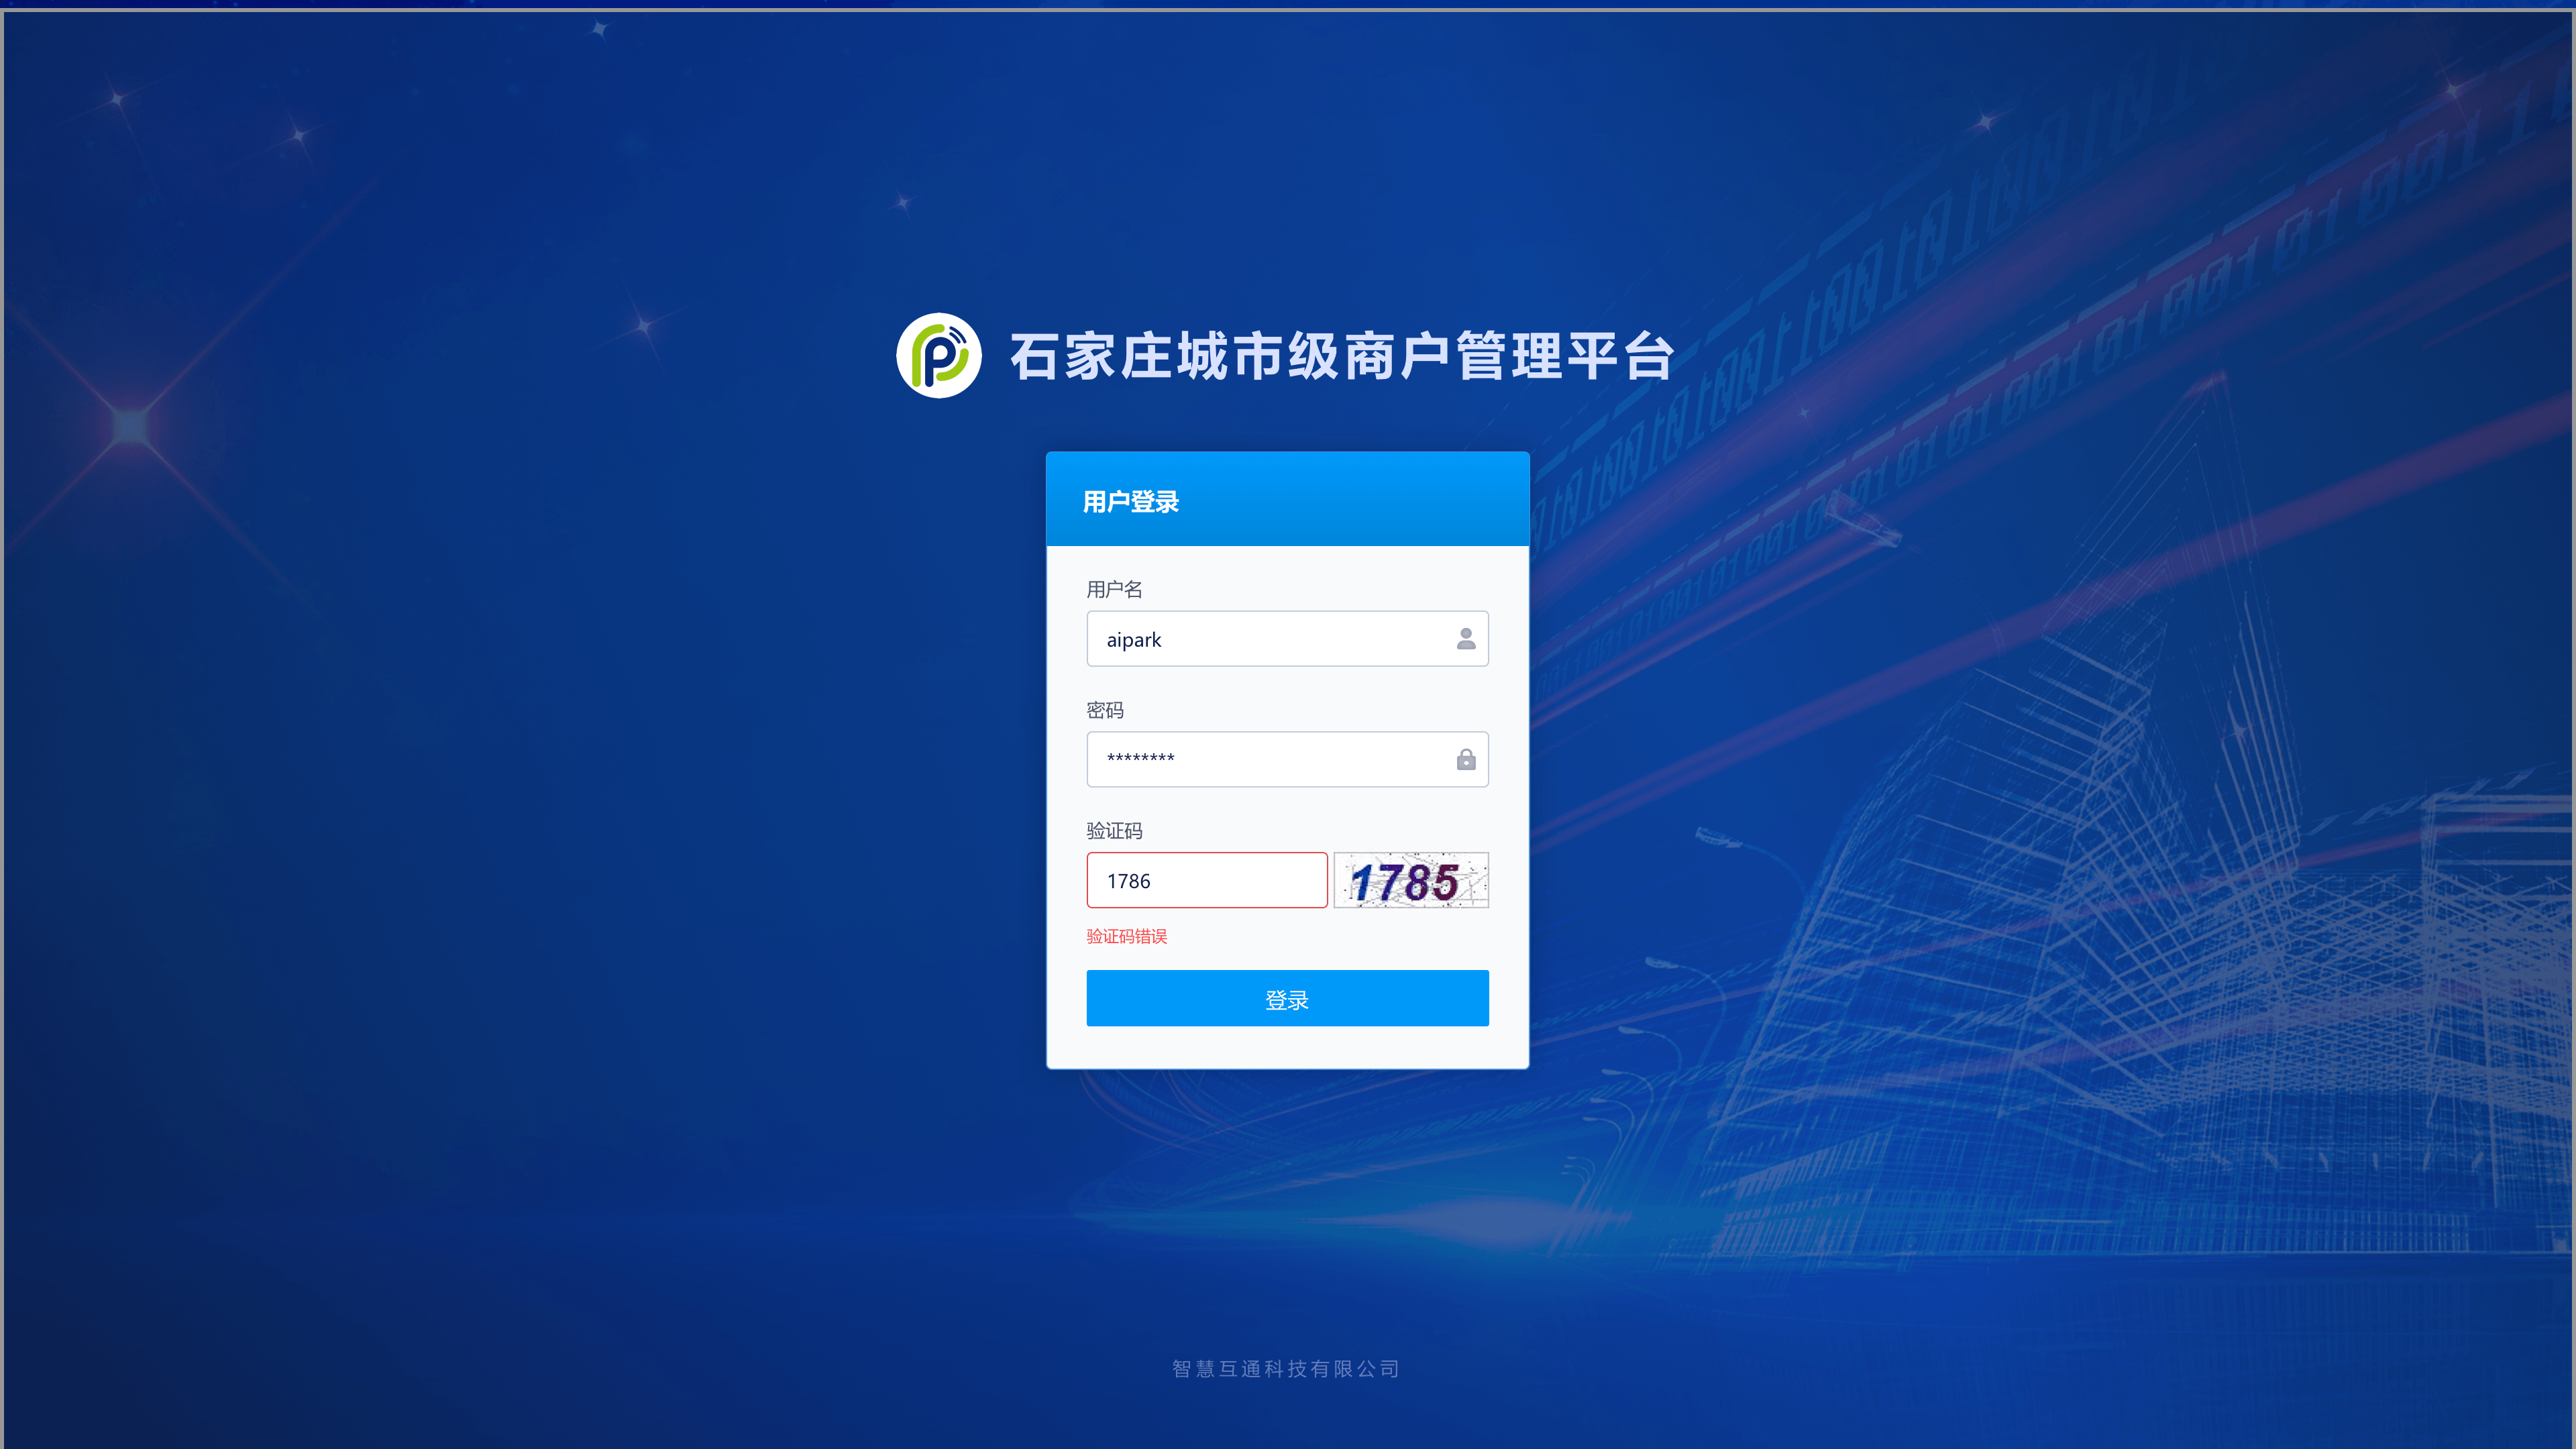 石家庄城市级商户管理平台
用户登录
用户名
aipark
密码
********
验证码
1786
1785
验证码错误
登录
智慧互通科技有限公司